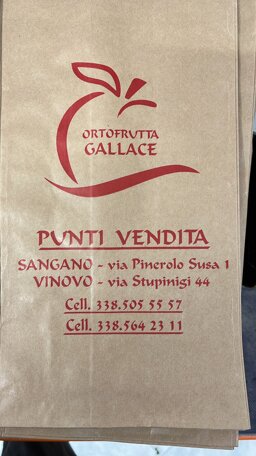 ORTOFRUTTA
GALLACE
PUNTI VENDITA
SANGANO - via Pinerolo Susa 1
VINOVO - via Stupinigi 44
Cell. 338.505 55 57
Cell. 338.564 23 11